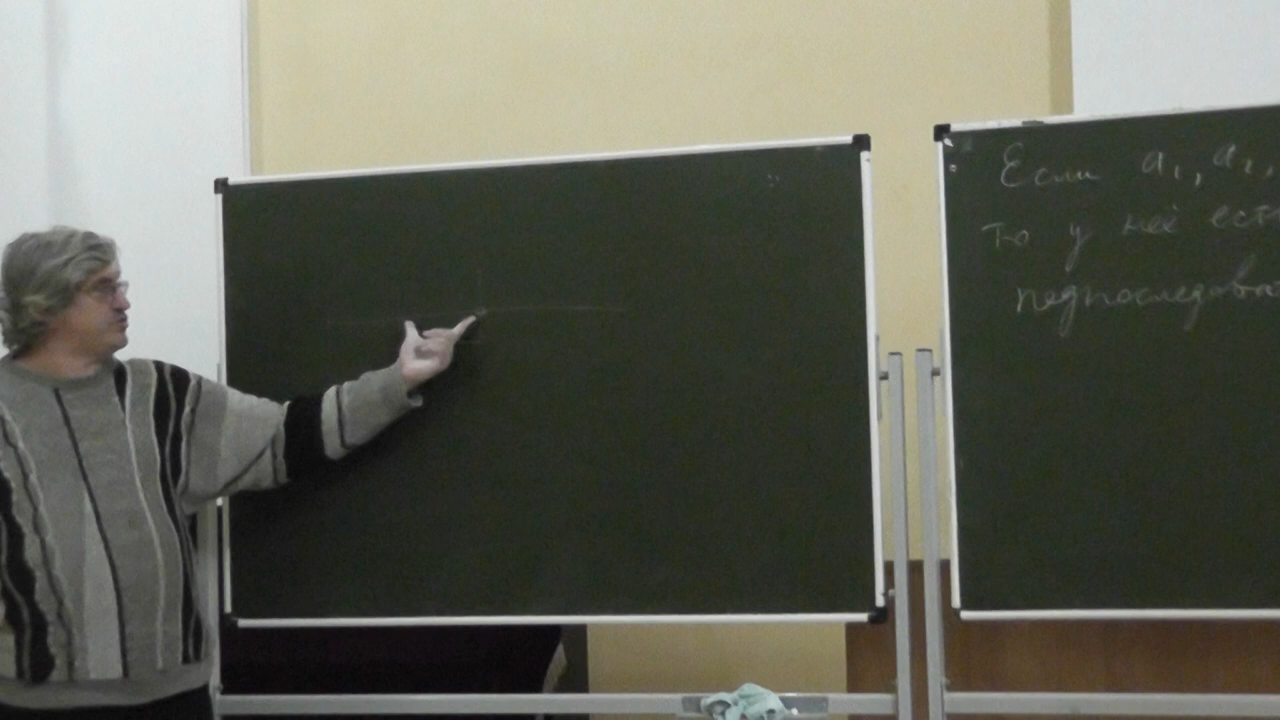 Если a₁, a₂,
то у неё есть
подпоследова